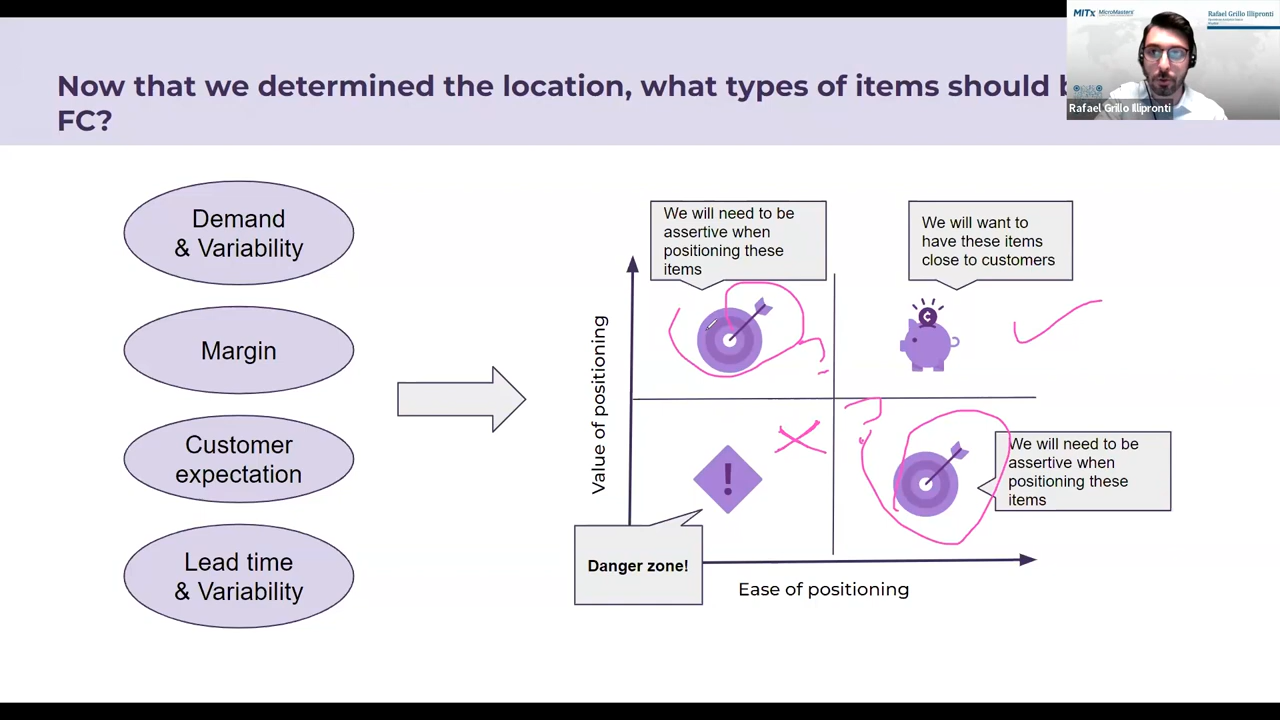 MITx MicroMasters
Rafael Grillo Illipronti
Rafael Grillo Illipronti
Now that we determined the location, what types of items should
FC?
Demand
& Variability
Margin
Customer
expectation
Lead time
& Variability
We will need to be
assertive when
positioning these
items
We will want to
have these items
close to customers
Value of positioning
We will need to be
assertive when
positioning these
items
!
Danger zone!
Ease of positioning